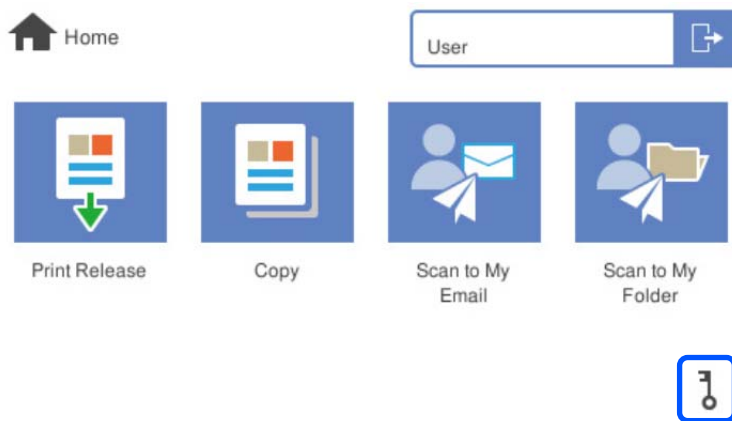 Home
User
Print Release
Copy
Scan to My
Email
Scan to My
Folder